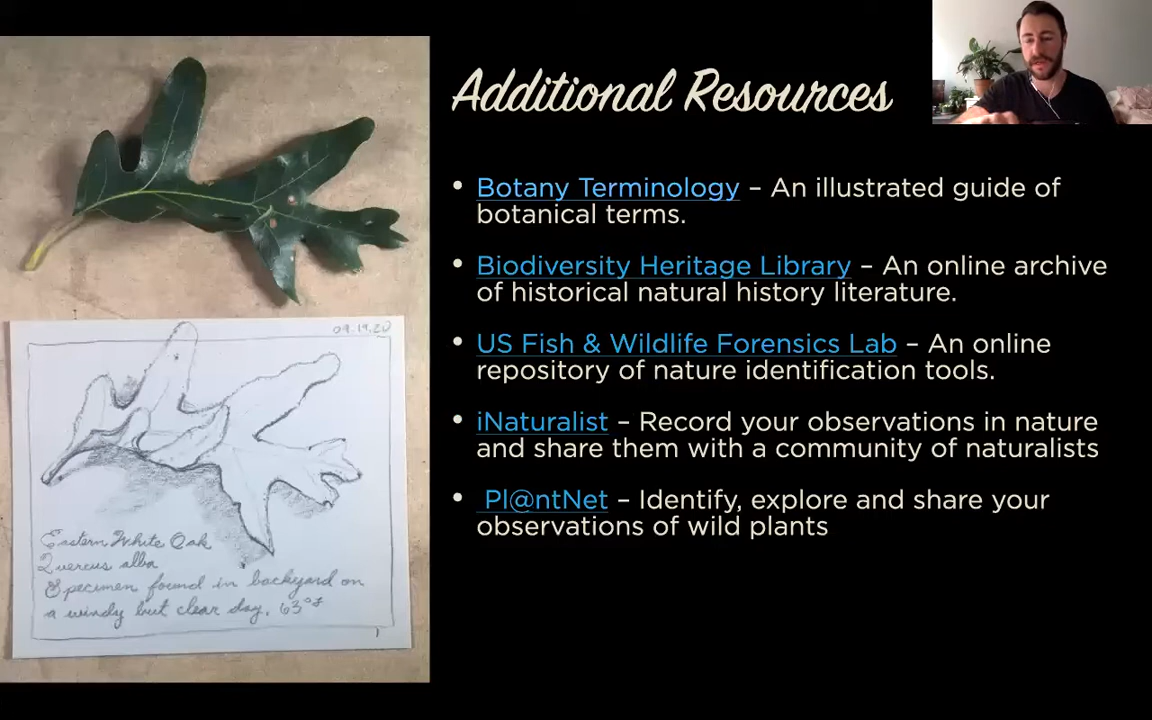 Additional Resources
• Botany Terminology – An illustrated guide of
botanical terms.
• Biodiversity Heritage Library – An online archive
of historical natural history literature.
• US Fish & Wildlife Forensics Lab – An online
repository of nature identification tools.
• iNaturalist – Record your observations in nature
and share them with a community of naturalists
• Pl@ntNet – Identify, explore and share your
observations of wild plants
09.19.20
Eastern White Oak
Quercus alba
Specimen found in backyard on
a windy but clear day, 63°f